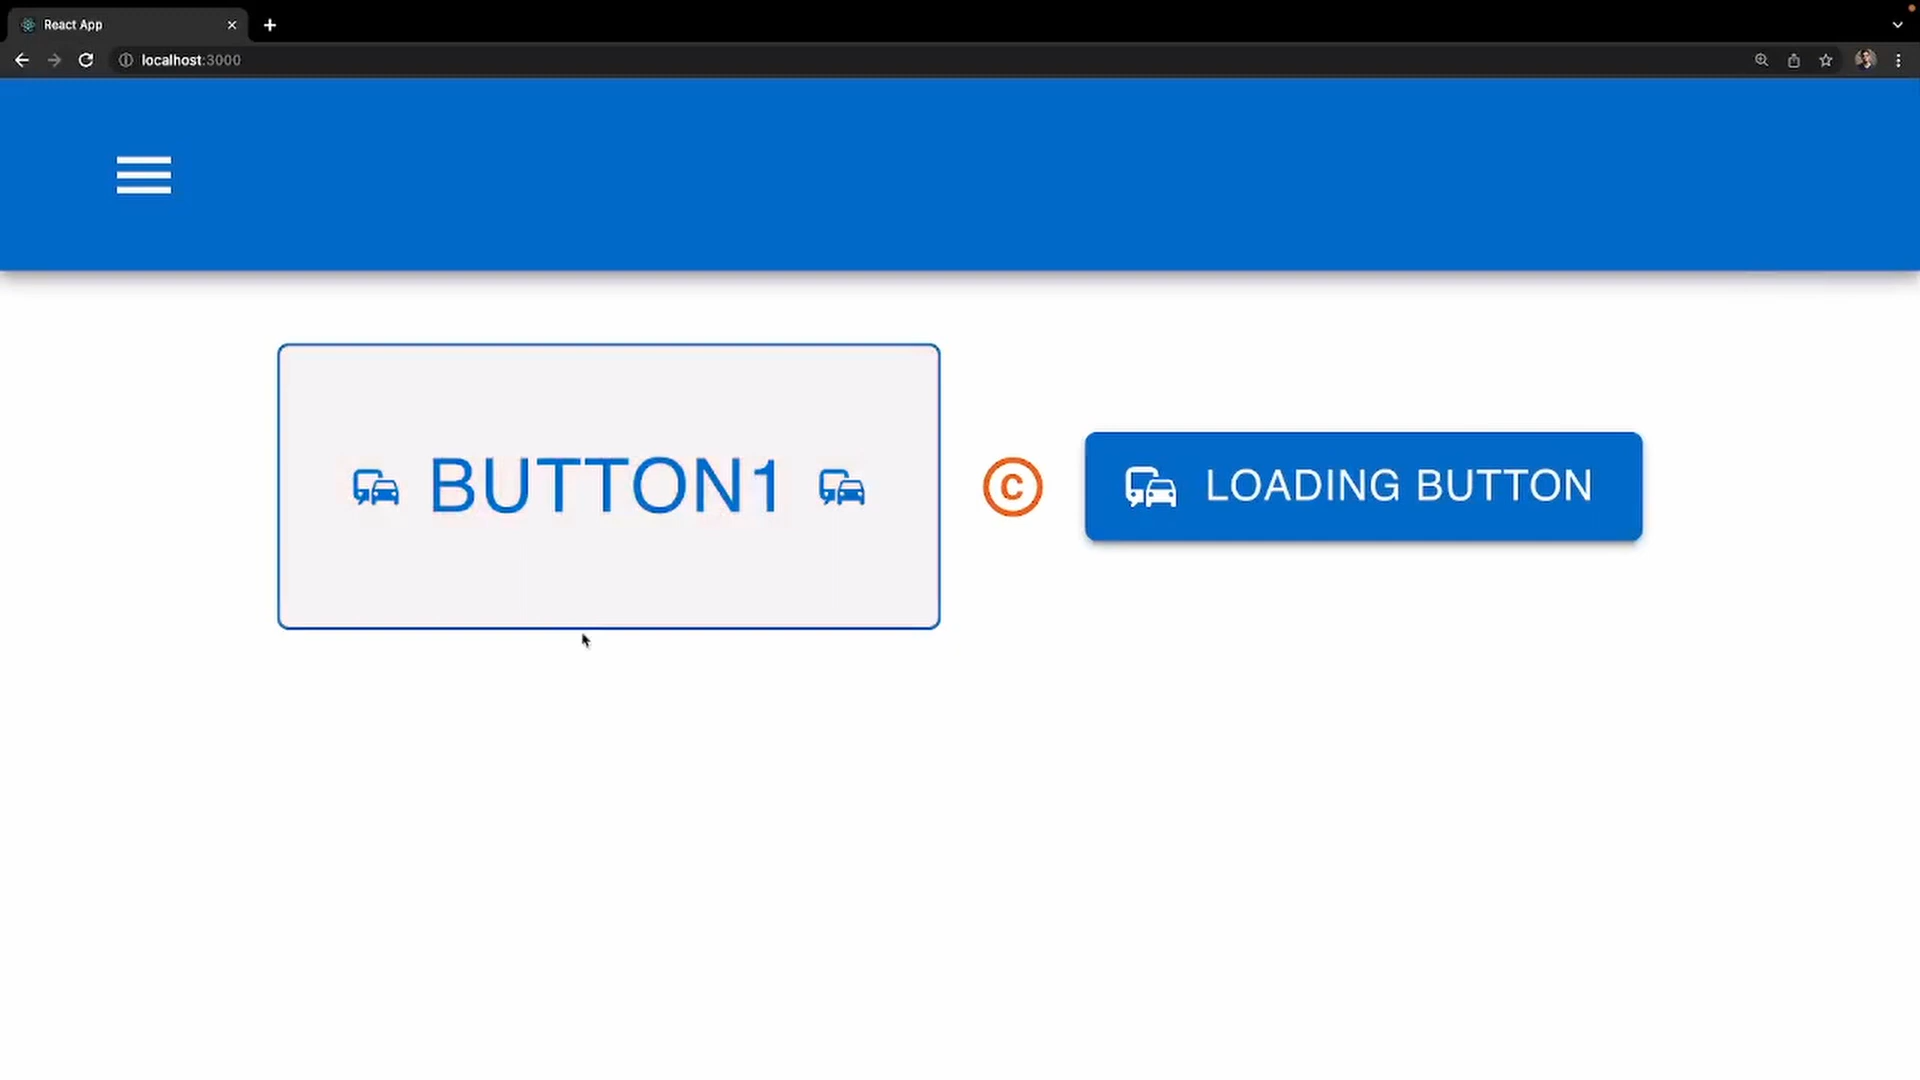 React App
localhost:3000
BUTTON1
C
LOADING BUTTON